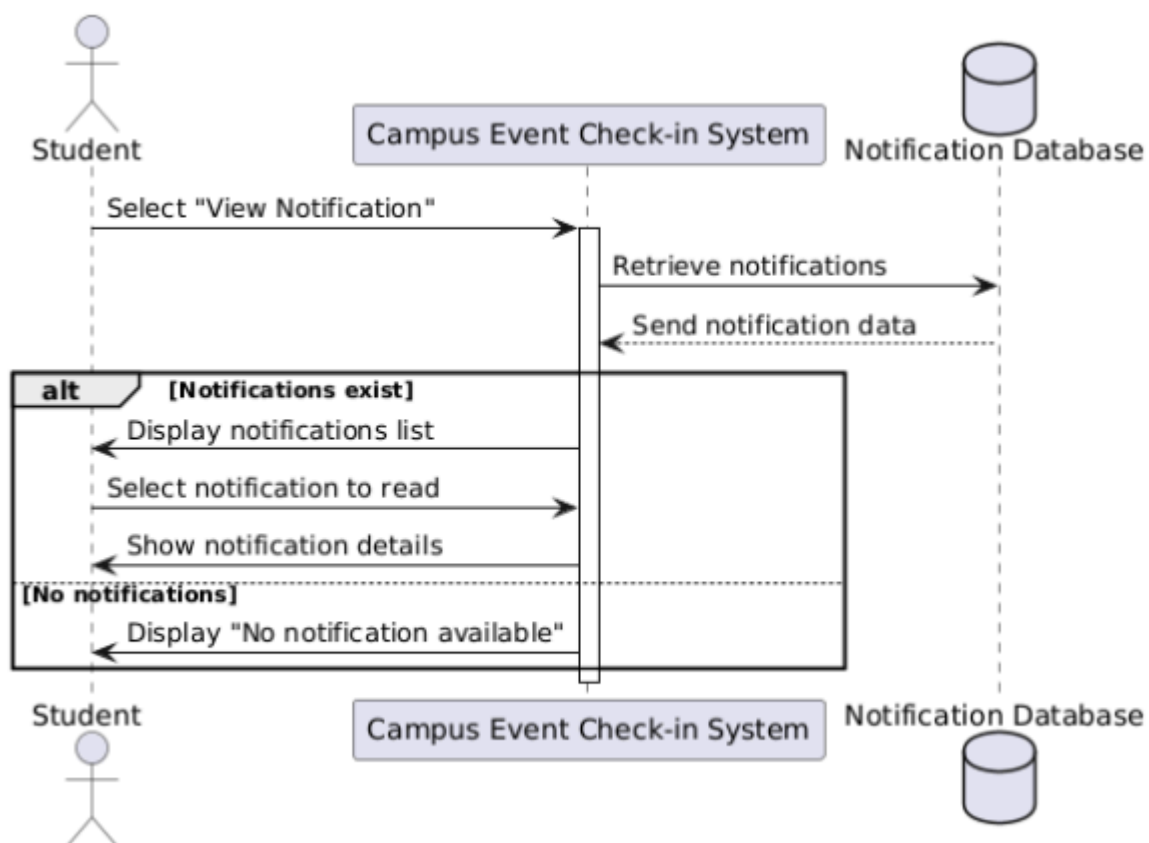 Student
Campus Event Check-in System
Notification Database
Select "View Notification"
Retrieve notifications
Send notification data
alt [Notifications exist]
Display notifications list
Select notification to read
Show notification details
[No notifications]
Display "No notification available"
Student
Campus Event Check-in System
Notification Database